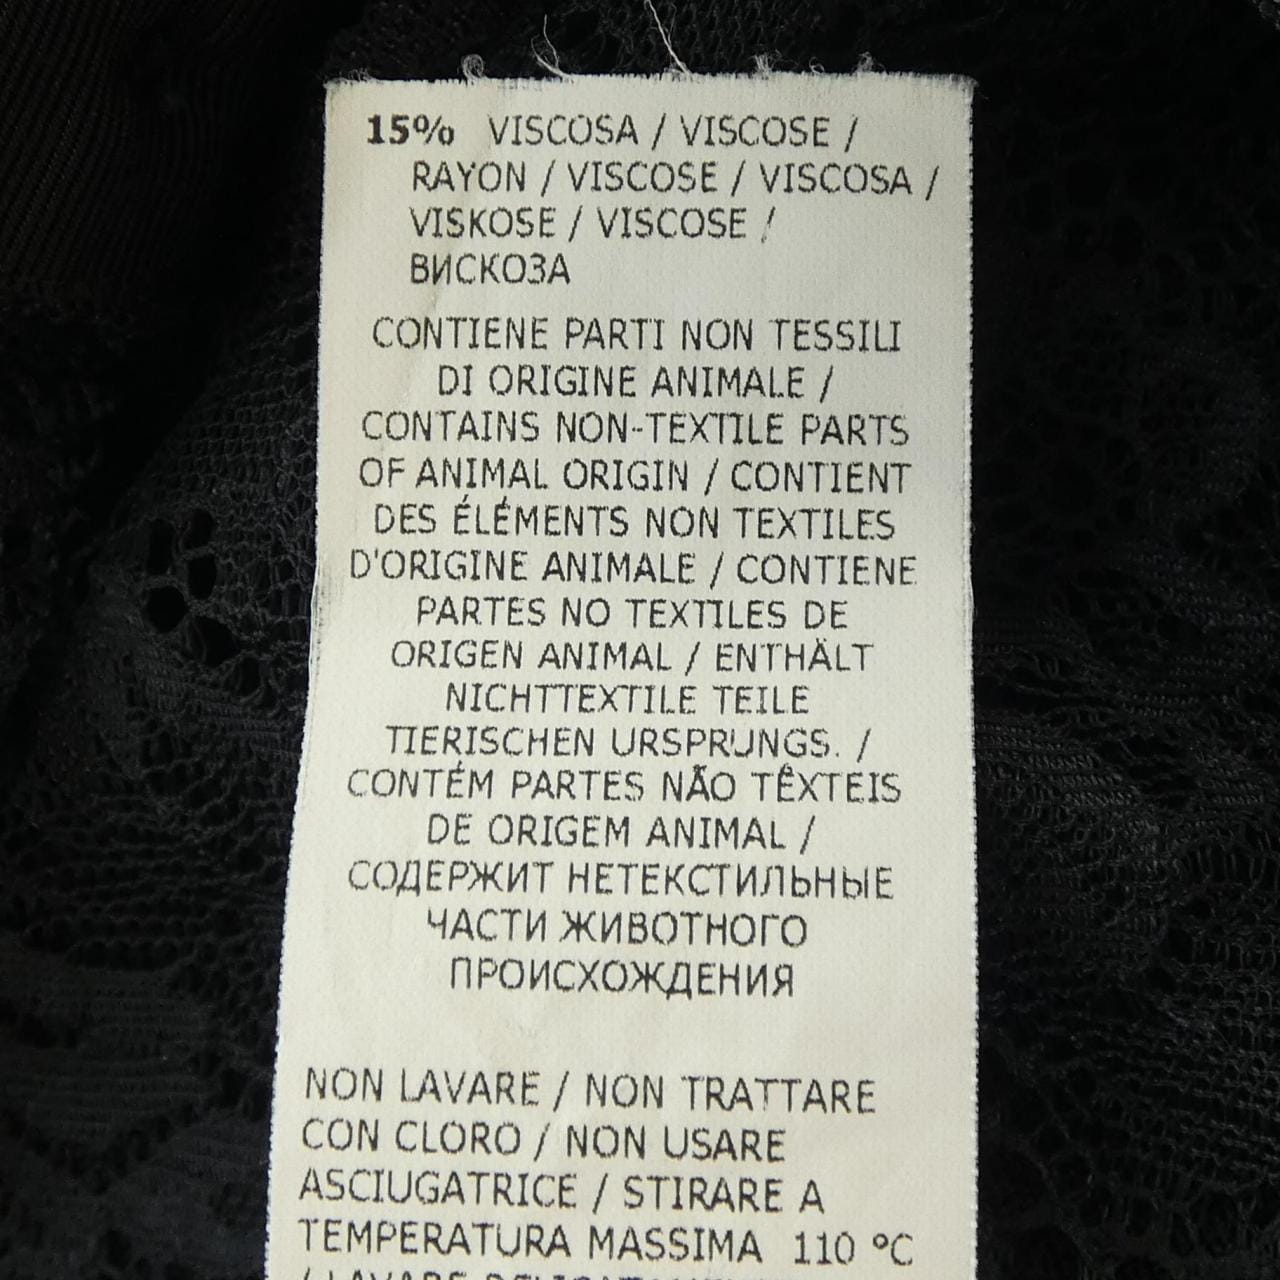 15% VISCOSA / VISCOSE /
RAYON / VISCOSE / VISCOSA /
VISKOSE / VISCOSE /
ВИСКОЗА
CONTIENE PARTI NON TESSILI
DI ORIGINE ANIMALE /
CONTAINS NON-TEXTILE PARTS
OF ANIMAL ORIGIN / CONTIENT
DES ÉLÉMENTS NON TEXTILES
D'ORIGINE ANIMALE / CONTIENE
PARTES NO TEXTILES DE
ORIGEN ANIMAL / ENTHÄLT
NICHTTEXTILE TEILE
TIERISCHEN URSPRUNGS. /
CONTÉM PARTES NÃO TÊXTEIS
DE ORIGEM ANIMAL /
СОДЕРЖИТ НЕТЕКСТИЛЬНЫЕ
ЧАСТИ ЖИВОТНОГО
ПРОИСХОЖДЕНИЯ
NON LAVARE / NON TRATTARE
CON CLORO / NON USARE
ASCIUGATRICE / STIRARE A
TEMPERATURA MASSIMA 110 °C
/ LAVARE